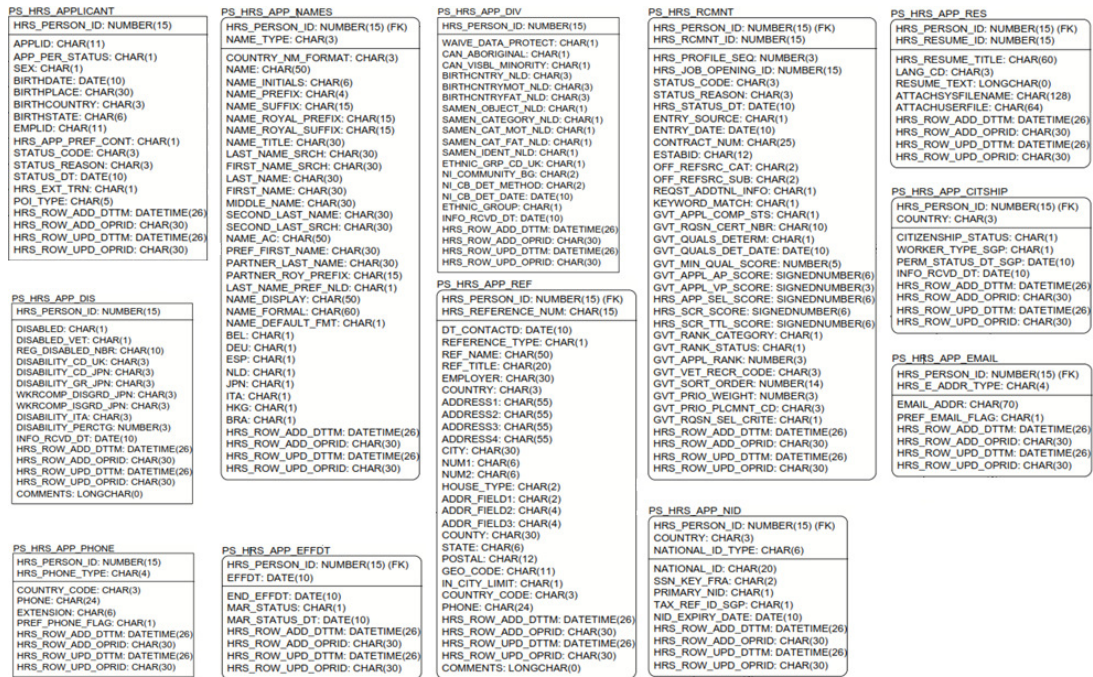 PS_HRS_APPLICANT
HRS_PERSON_ID: NUMBER(15)
APPLID: CHAR(11)
APP_PER_STATUS: CHAR(1)
SEX: CHAR(1)
BIRTHDATE: DATE(10)
BIRTHPLACE: CHAR(30)
BIRTHCOUNTRY: CHAR(3)
BIRTHSTATE: CHAR(6)
EMPLID: CHAR(11)
HRS_APP_PREF_CONT: CHAR(1)
STATUS_CODE: CHAR(3)
STATUS_REASON: CHAR(3)
STATUS_DT: DATE(10)
HRS_EXT_TRN: CHAR(1)
POI_TYPE: CHAR(5)
HRS_ROW_ADD_DTTM: DATETIME(26)
HRS_ROW_ADD_OPRID: CHAR(30)
HRS_ROW_UPD_DTTM: DATETIME(26)
HRS_ROW_UPD_OPRID: CHAR(30)
PS_HRS_APP_DIS
HRS_PERSON_ID: NUMBER(15)
DISABLED: CHAR(1)
DISABLED_VET: CHAR(1)
REG_DISABLED_NBR: CHAR(10)
DISABILITY_CD_UK: CHAR(3)
DISABILITY_CD_JPN: CHAR(3)
DISABILITY_GR_JPN: CHAR(3)
WKRCOMP_DISGRD_JPN: CHAR(3)
WKRCOMP_ISGRD_JPN: CHAR(3)
DISABILITY_ITA: CHAR(3)
DISABILITY_PERCTG: NUMBER(3)
INFO_RCVD_DT: DATE(10)
HRS_ROW_ADD_DTTM: DATETIME(26)
HRS_ROW_ADD_OPRID: CHAR(30)
HRS_ROW_UPD_DTTM: DATETIME(26)
HRS_ROW_UPD_OPRID: CHAR(30)
COMMENTS: LONGCHAR(0)
PS_HRS_APP_PHONE
HRS_PERSON_ID: NUMBER(15)
HRS_PHONE_TYPE: CHAR(4)
COUNTRY_CODE: CHAR(3)
PHONE: CHAR(24)
EXTENSION: CHAR(6)
PREF_PHONE_FLAG: CHAR(1)
HRS_ROW_ADD_DTTM: DATETIME(26)
HRS_ROW_ADD_OPRID: CHAR(30)
HRS_ROW_UPD_DTTM: DATETIME(26)
HRS_ROW_UPD_OPRID: CHAR(30)
PS_HRS_APP_NAMES
HRS_PERSON_ID: NUMBER(15) (FK)
NAME_TYPE: CHAR(3)
COUNTRY_NM_FORMAT: CHAR(3)
NAME: CHAR(50)
NAME_INITIALS: CHAR(6)
NAME_PREFIX: CHAR(4)
NAME_SUFFIX: CHAR(15)
NAME_ROYAL_PREFIX: CHAR(15)
NAME_ROYAL_SUFFIX: CHAR(15)
NAME_TITLE: CHAR(30)
LAST_NAME_SRCH: CHAR(30)
FIRST_NAME_SRCH: CHAR(30)
LAST_NAME: CHAR(30)
FIRST_NAME: CHAR(30)
MIDDLE_NAME: CHAR(30)
SECOND_LAST_NAME: CHAR(30)
SECOND_LAST_SRCH: CHAR(30)
NAME_AC: CHAR(50)
PREF_FIRST_NAME: CHAR(30)
PARTNER_LAST_NAME: CHAR(30)
PARTNER_ROY_PREFIX: CHAR(15)
LAST_NAME_PREF_NLD: CHAR(1)
NAME_DISPLAY: CHAR(50)
NAME_FORMAL: CHAR(60)
NAME_DEFAULT_FMT: CHAR(1)
BEL: CHAR(1)
DEU: CHAR(1)
ESP: CHAR(1)
NLD: CHAR(1)
JPN: CHAR(1)
ITA: CHAR(1)
HKG: CHAR(1)
BRA: CHAR(1)
HRS_ROW_ADD_DTTM: DATETIME(26)
HRS_ROW_ADD_OPRID: CHAR(30)
HRS_ROW_UPD_DTTM: DATETIME(26)
HRS_ROW_UPD_OPRID: CHAR(30)
PS_HRS_APP_EFFDT
HRS_PERSON_ID: NUMBER(15) (FK)
EFFDT: DATE(10)
END_EFFDT: DATE(10)
MAR_STATUS: CHAR(1)
MAR_STATUS_DT: DATE(10)
HRS_ROW_ADD_DTTM: DATETIME(26)
HRS_ROW_ADD_OPRID: CHAR(30)
HRS_ROW_UPD_DTTM: DATETIME(26)
HRS_ROW_UPD_OPRID: CHAR(30)
PS_HRS_APP_DIV
HRS_PERSON_ID: NUMBER(15)
WAIVE_DATA_PROTECT: CHAR(1)
CAN_ABORIGINAL: CHAR(1)
CAN_VISBL_MINORITY: CHAR(1)
BIRTHCNTRY_NLD: CHAR(3)
BIRTHCNTRYMOT_NLD: CHAR(3)
BIRTHCNTRYFAT_NLD: CHAR(3)
SAMEN_OBJECT_NLD: CHAR(1)
SAMEN_CATEGORY_NLD: CHAR(1)
SAMEN_CAT_MOT_NLD: CHAR(1)
SAMEN_CAT_FAT_NLD: CHAR(1)
SAMEN_IDENT_NLD: CHAR(1)
ETHNIC_GRP_CD_UK: CHAR(1)
NI_COMMUNITY_BG: CHAR(2)
NI_CB_DET_METHOD: CHAR(2)
NI_CB_DET_DATE: DATE(10)
ETHNIC_GROUP: CHAR(1)
INFO_RCVD_DT: DATE(10)
HRS_ROW_ADD_DTTM: DATETIME(26)
HRS_ROW_ADD_OPRID: CHAR(30)
HRS_ROW_UPD_DTTM: DATETIME(26)
HRS_ROW_UPD_OPRID: CHAR(30)
PS_HRS_APP_REF
HRS_PERSON_ID: NUMBER(15) (FK)
HRS_REFERENCE_NUM: CHAR(15)
DT_CONTACTD: DATE(10)
REFERENCE_TYPE: CHAR(1)
REF_NAME: CHAR(50)
REF_TITLE: CHAR(20)
EMPLOYER: CHAR(30)
COUNTRY: CHAR(3)
ADDRESS1: CHAR(55)
ADDRESS2: CHAR(55)
ADDRESS3: CHAR(55)
ADDRESS4: CHAR(55)
CITY: CHAR(30)
NUM1: CHAR(6)
NUM2: CHAR(6)
HOUSE_TYPE: CHAR(2)
ADDR_FIELD1: CHAR(2)
ADDR_FIELD2: CHAR(4)
ADDR_FIELD3: CHAR(4)
COUNTY: CHAR(30)
STATE: CHAR(6)
POSTAL: CHAR(12)
GEO_CODE: CHAR(11)
IN_CITY_LIMIT: CHAR(1)
COUNTRY_CODE: CHAR(3)
PHONE: CHAR(24)
HRS_ROW_ADD_DTTM: DATETIME(26)
HRS_ROW_ADD_OPRID: CHAR(30)
HRS_ROW_UPD_DTTM: DATETIME(26)
HRS_ROW_UPD_OPRID: CHAR(30)
COMMENTS: LONGCHAR(0)
PS_HRS_RCMNT
HRS_PERSON_ID: NUMBER(15) (FK)
HRS_RCMNT_ID: NUMBER(15)
HRS_PROFILE_SEQ: NUMBER(3)
HRS_JOB_OPENING_ID: NUMBER(15)
STATUS_CODE: CHAR(3)
STATUS_REASON: CHAR(3)
HRS_STATUS_DT: DATE(10)
ENTRY_SOURCE: CHAR(1)
ENTRY_DATE: DATE(10)
CONTRACT_NUM: CHAR(25)
ESTABID: CHAR(12)
OFF_REFSRC_CAT: CHAR(2)
OFF_REFSRC_SUB: CHAR(2)
REQST_ADDTNL_INFO: CHAR(1)
KEYWORD_MATCH: CHAR(1)
GVT_APPL_COMP_STS: CHAR(1)
GVT_RQSN_CERT_NBR: CHAR(10)
GVT_QUALS_DETERM: CHAR(1)
GVT_QUALS_DET_DATE: DATE(10)
GVT_MIN_QUAL_SCORE: NUMBER(5)
GVT_APPL_AP_SCORE: SIGNEDNUMBER(6)
GVT_APPL_VP_SCORE: SIGNEDNUMBER(3)
HRS_APP_SEL_SCORE: SIGNEDNUMBER(6)
HRS_SCR_SCORE: SIGNEDNUMBER(6)
HRS_SCR_TTL_SCORE: SIGNEDNUMBER(6)
GVT_RANK_CATEGORY: CHAR(1)
GVT_RANK_STATUS: CHAR(1)
GVT_APPL_RANK: NUMBER(3)
GVT_VET_RECR_CODE: CHAR(3)
GVT_SORT_ORDER: NUMBER(14)
GVT_PRIO_WEIGHT: NUMBER(3)
GVT_PRIO_PLCMNT_CD: CHAR(3)
GVT_RQSN_SEL_CRITE: CHAR(1)
HRS_ROW_ADD_DTTM: DATETIME(26)
HRS_ROW_ADD_OPRID: CHAR(30)
HRS_ROW_UPD_DTTM: DATETIME(26)
HRS_ROW_UPD_OPRID: CHAR(30)
PS_HRS_APP_NID
HRS_PERSON_ID: NUMBER(15) (FK)
COUNTRY: CHAR(3)
NATIONAL_ID_TYPE: CHAR(6)
NATIONAL_ID: CHAR(20)
SSN_KEY_FRA: CHAR(2)
PRIMARY_NID: CHAR(1)
TAX_REF_ID_SGP: CHAR(1)
NID_EXPIRY_DATE: DATE(10)
HRS_ROW_ADD_DTTM: DATETIME(26)
HRS_ROW_ADD_OPRID: CHAR(30)
HRS_ROW_UPD_DTTM: DATETIME(26)
HRS_ROW_UPD_OPRID: CHAR(30)
PS_HRS_APP_RES
HRS_PERSON_ID: NUMBER(15)
HRS_RESUME_ID: NUMBER(15)
HRS_RESUME_TITLE: CHAR(60)
LANG_CD: CHAR(3)
RESUME_TEXT: LONGCHAR(0)
ATTACHSYSFILENAME: CHAR(128)
ATTACHUSERFILE: CHAR(64)
HRS_ROW_ADD_DTTM: DATETIME(26)
HRS_ROW_ADD_OPRID: CHAR(30)
HRS_ROW_UPD_DTTM: DATETIME(26)
HRS_ROW_UPD_OPRID: CHAR(30)
PS_HRS_APP_CITSHIP
HRS_PERSON_ID: NUMBER(15) (FK)
COUNTRY: CHAR(3)
CITIZENSHIP_STATUS: CHAR(1)
WORKER_TYPE_SGP: CHAR(1)
PERM_STATUS_DT_SGP: DATE(10)
INFO_RCVD_DT: DATE(10)
HRS_ROW_ADD_DTTM: DATETIME(26)
HRS_ROW_ADD_OPRID: CHAR(30)
HRS_ROW_UPD_DTTM: DATETIME(26)
HRS_ROW_UPD_OPRID: CHAR(30)
PS_HRS_APP_EMAIL
HRS_PERSON_ID: NUMBER(15) (FK)
HRS_E_ADDR_TYPE: CHAR(4)
EMAIL_ADDR: CHAR(70)
PREF_EMAIL_FLAG: CHAR(1)
HRS_ROW_ADD_DTTM: DATETIME(26)
HRS_ROW_ADD_OPRID: CHAR(30)
HRS_ROW_UPD_DTTM: DATETIME(26)
HRS_ROW_UPD_OPRID: CHAR(30)